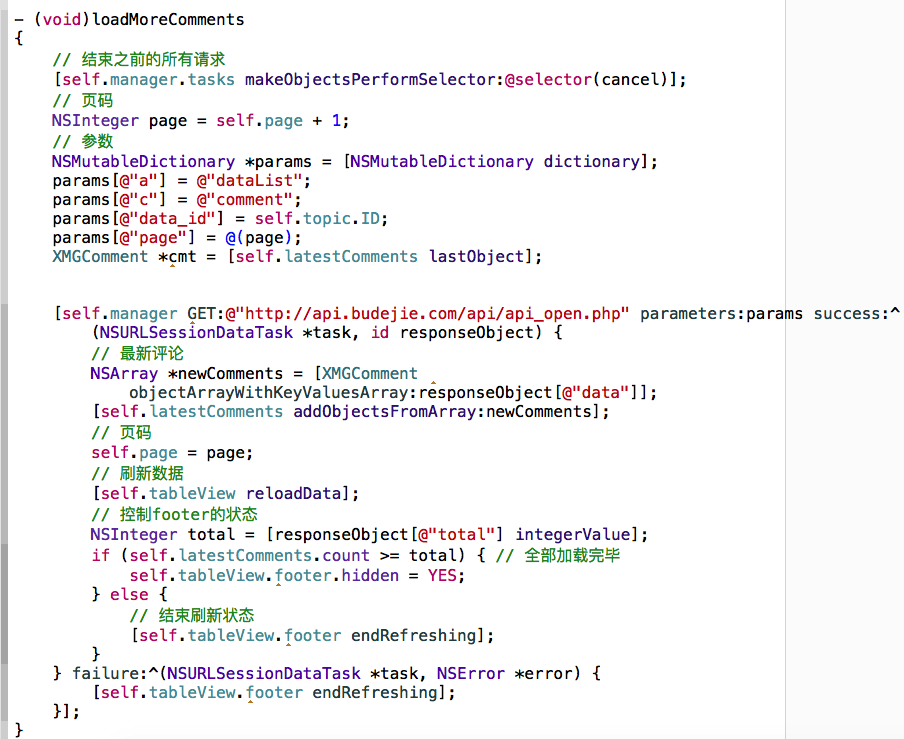 - (void)loadMoreComments
{
    // 结束之前的所有请求
    [self.manager.tasks makeObjectsPerformSelector:@selector(cancel)];
    // 页码
    NSInteger page = self.page + 1;
    // 参数
    NSMutableDictionary *params = [NSMutableDictionary dictionary];
    params[@"a"] = @"dataList";
    params[@"c"] = @"comment";
    params[@"data_id"] = self.topic.ID;
    params[@"page"] = @(page);
    XMGComment *cmt = [self.latestComments lastObject];
    [self.manager GET:@"http://api.budejie.com/api/api_open.php" parameters:params success:^
        (NSURLSessionDataTask *task, id responseObject) {
        // 最新评论
        NSArray *newComments = [XMGComment
            objectArrayWithKeyValuesArray:responseObject[@"data"]];
        [self.latestComments addObjectsFromArray:newComments];
        // 页码
        self.page = page;
        // 刷新数据
        [self.tableView reloadData];
        // 控制footer的状态
        NSInteger total = [responseObject[@"total"] integerValue];
        if (self.latestComments.count >= total) { // 全部加载完毕
            self.tableView.footer.hidden = YES;
        } else {
            // 结束刷新状态
            [self.tableView.footer endRefreshing];
        }
    } failure:^(NSURLSessionDataTask *task, NSError *error) {
        [self.tableView.footer endRefreshing];
    }];
}